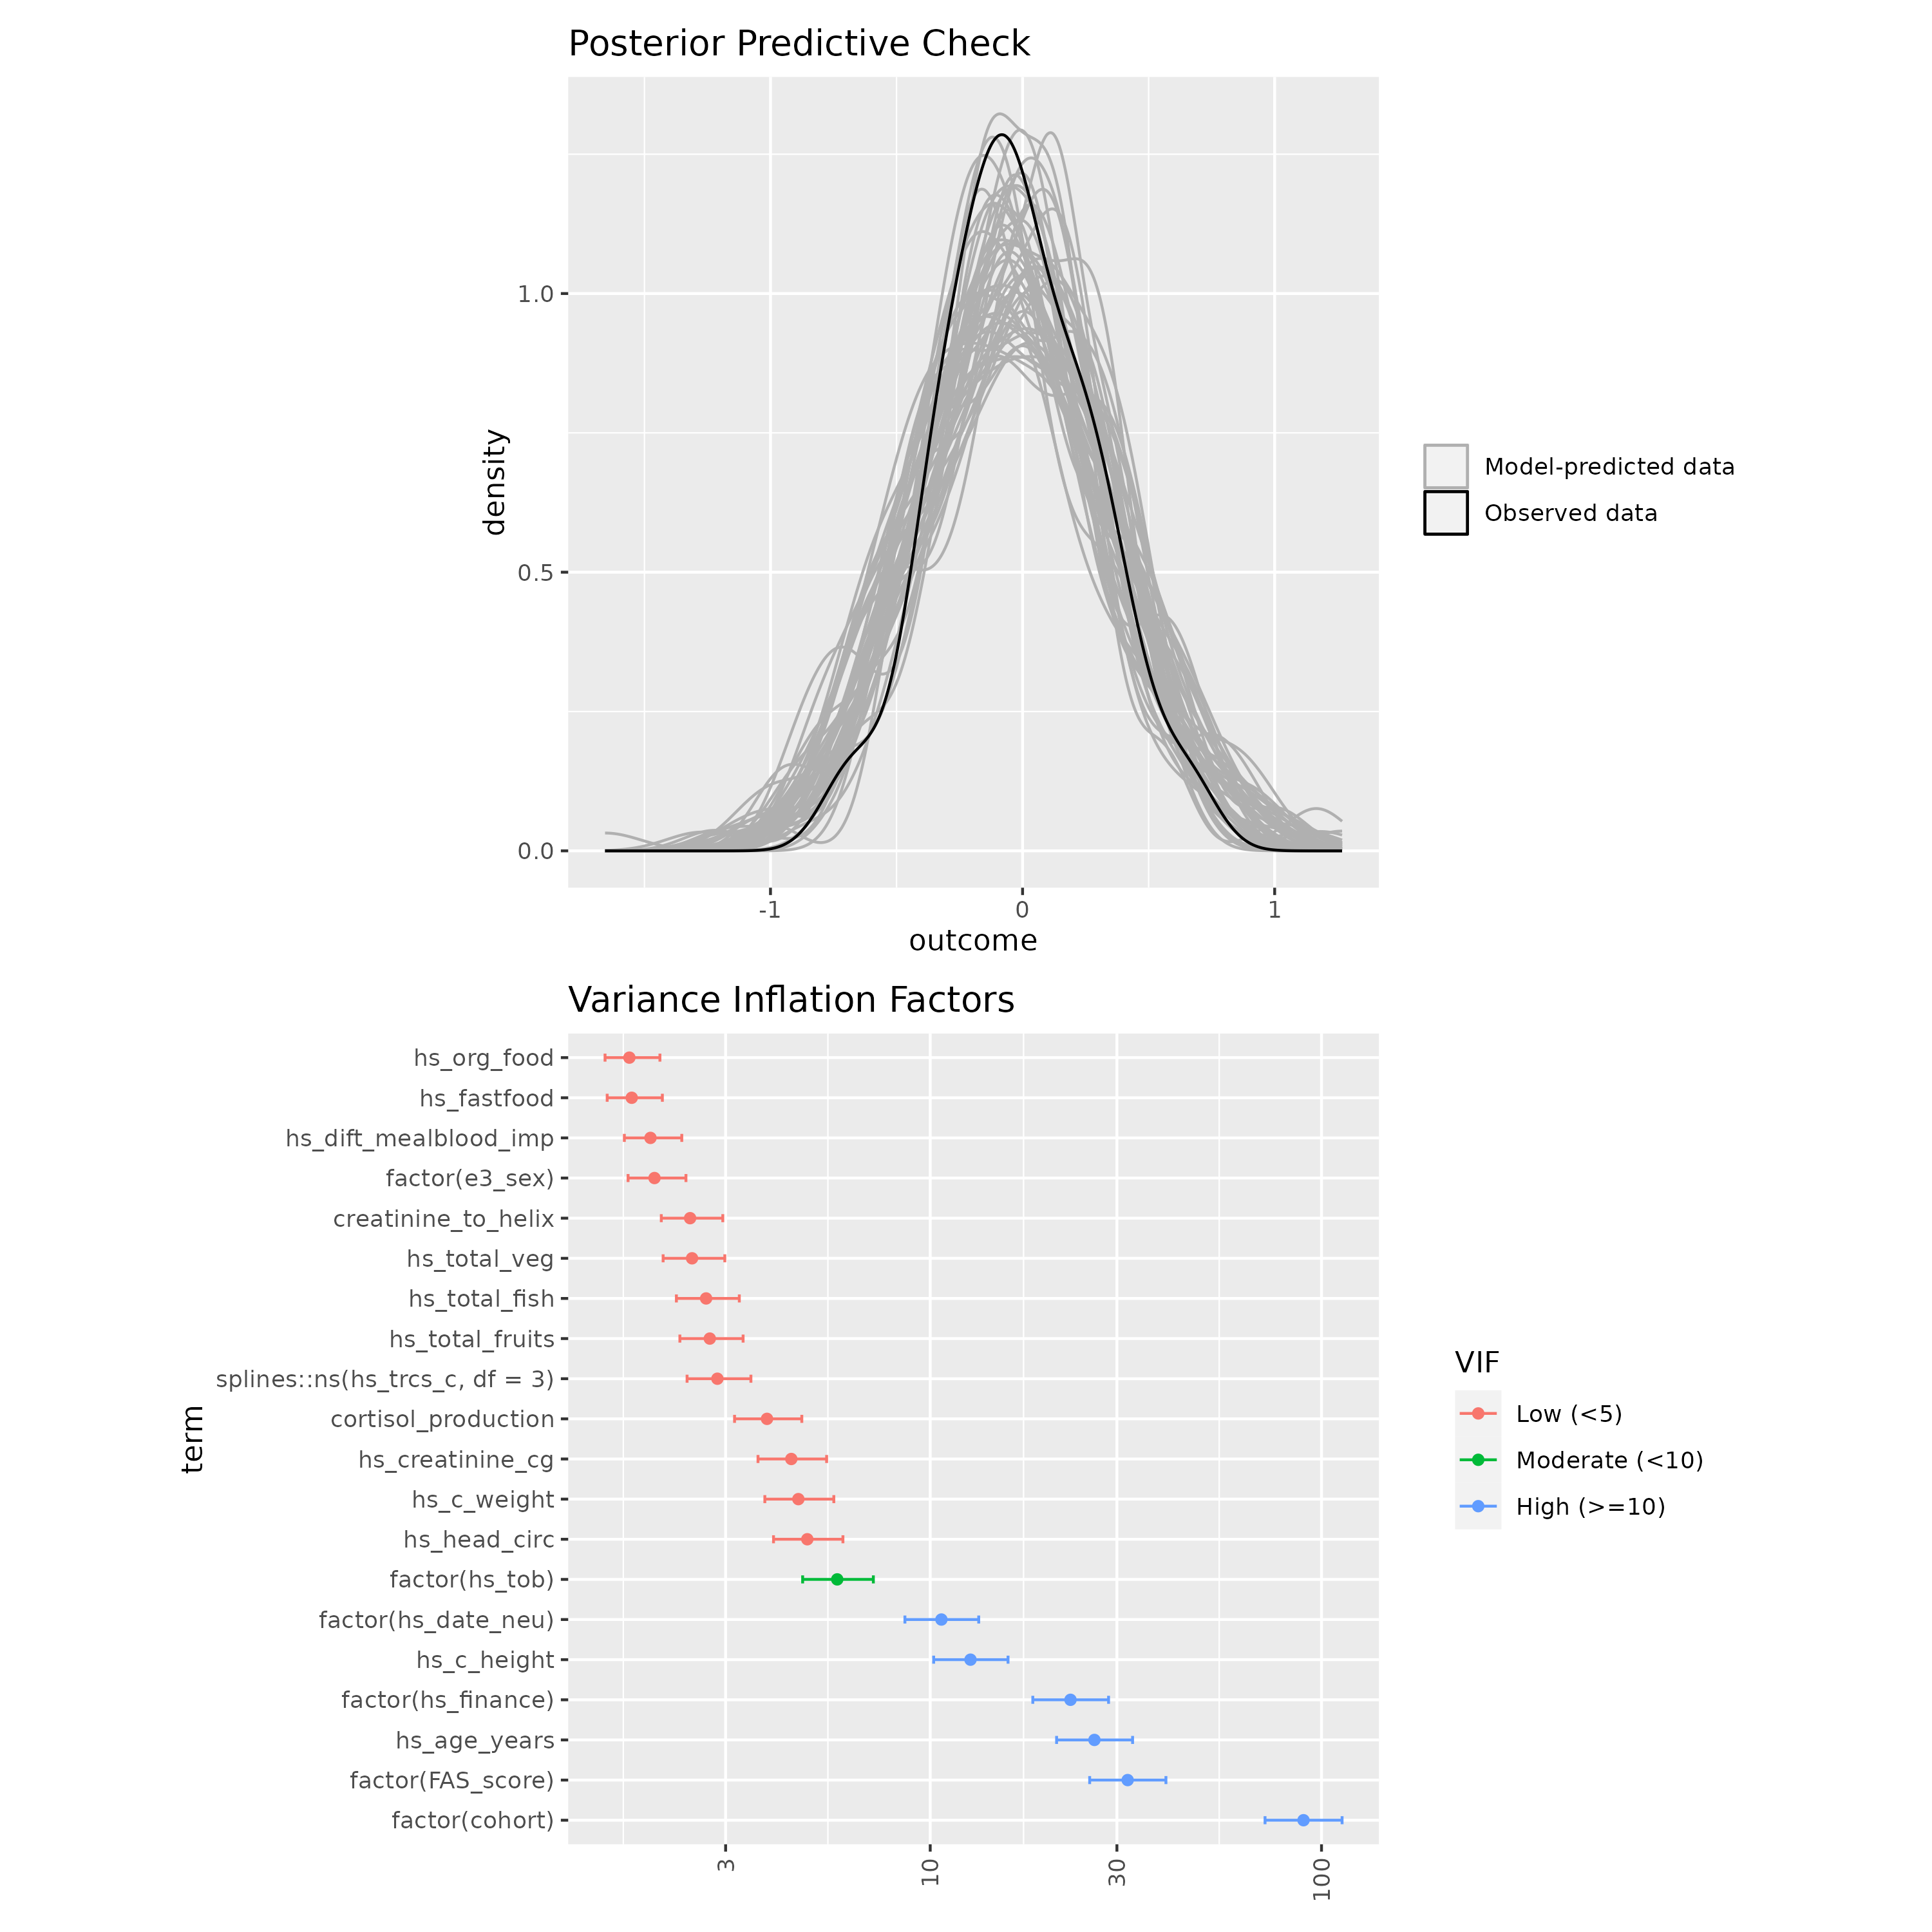 Posterior Predictive Check
density
1.0
0.5
0.0
-1
0
1
outcome
Model-predicted data
Observed data
Variance Inflation Factors
term
hs_org_food
hs_fastfood
hs_dift_mealblood_imp
factor(e3_sex)
creatinine_to_helix
hs_total_veg
hs_total_fish
hs_total_fruits
splines::ns(hs_trcs_c, df = 3)
cortisol_production
hs_creatinine_cg
hs_c_weight
hs_head_circ
factor(hs_tob)
factor(hs_date_neu)
hs_c_height
factor(hs_finance)
hs_age_years
factor(FAS_score)
factor(cohort)
3
10
30
100
VIF
Low (<5)
Moderate (<10)
High (>=10)